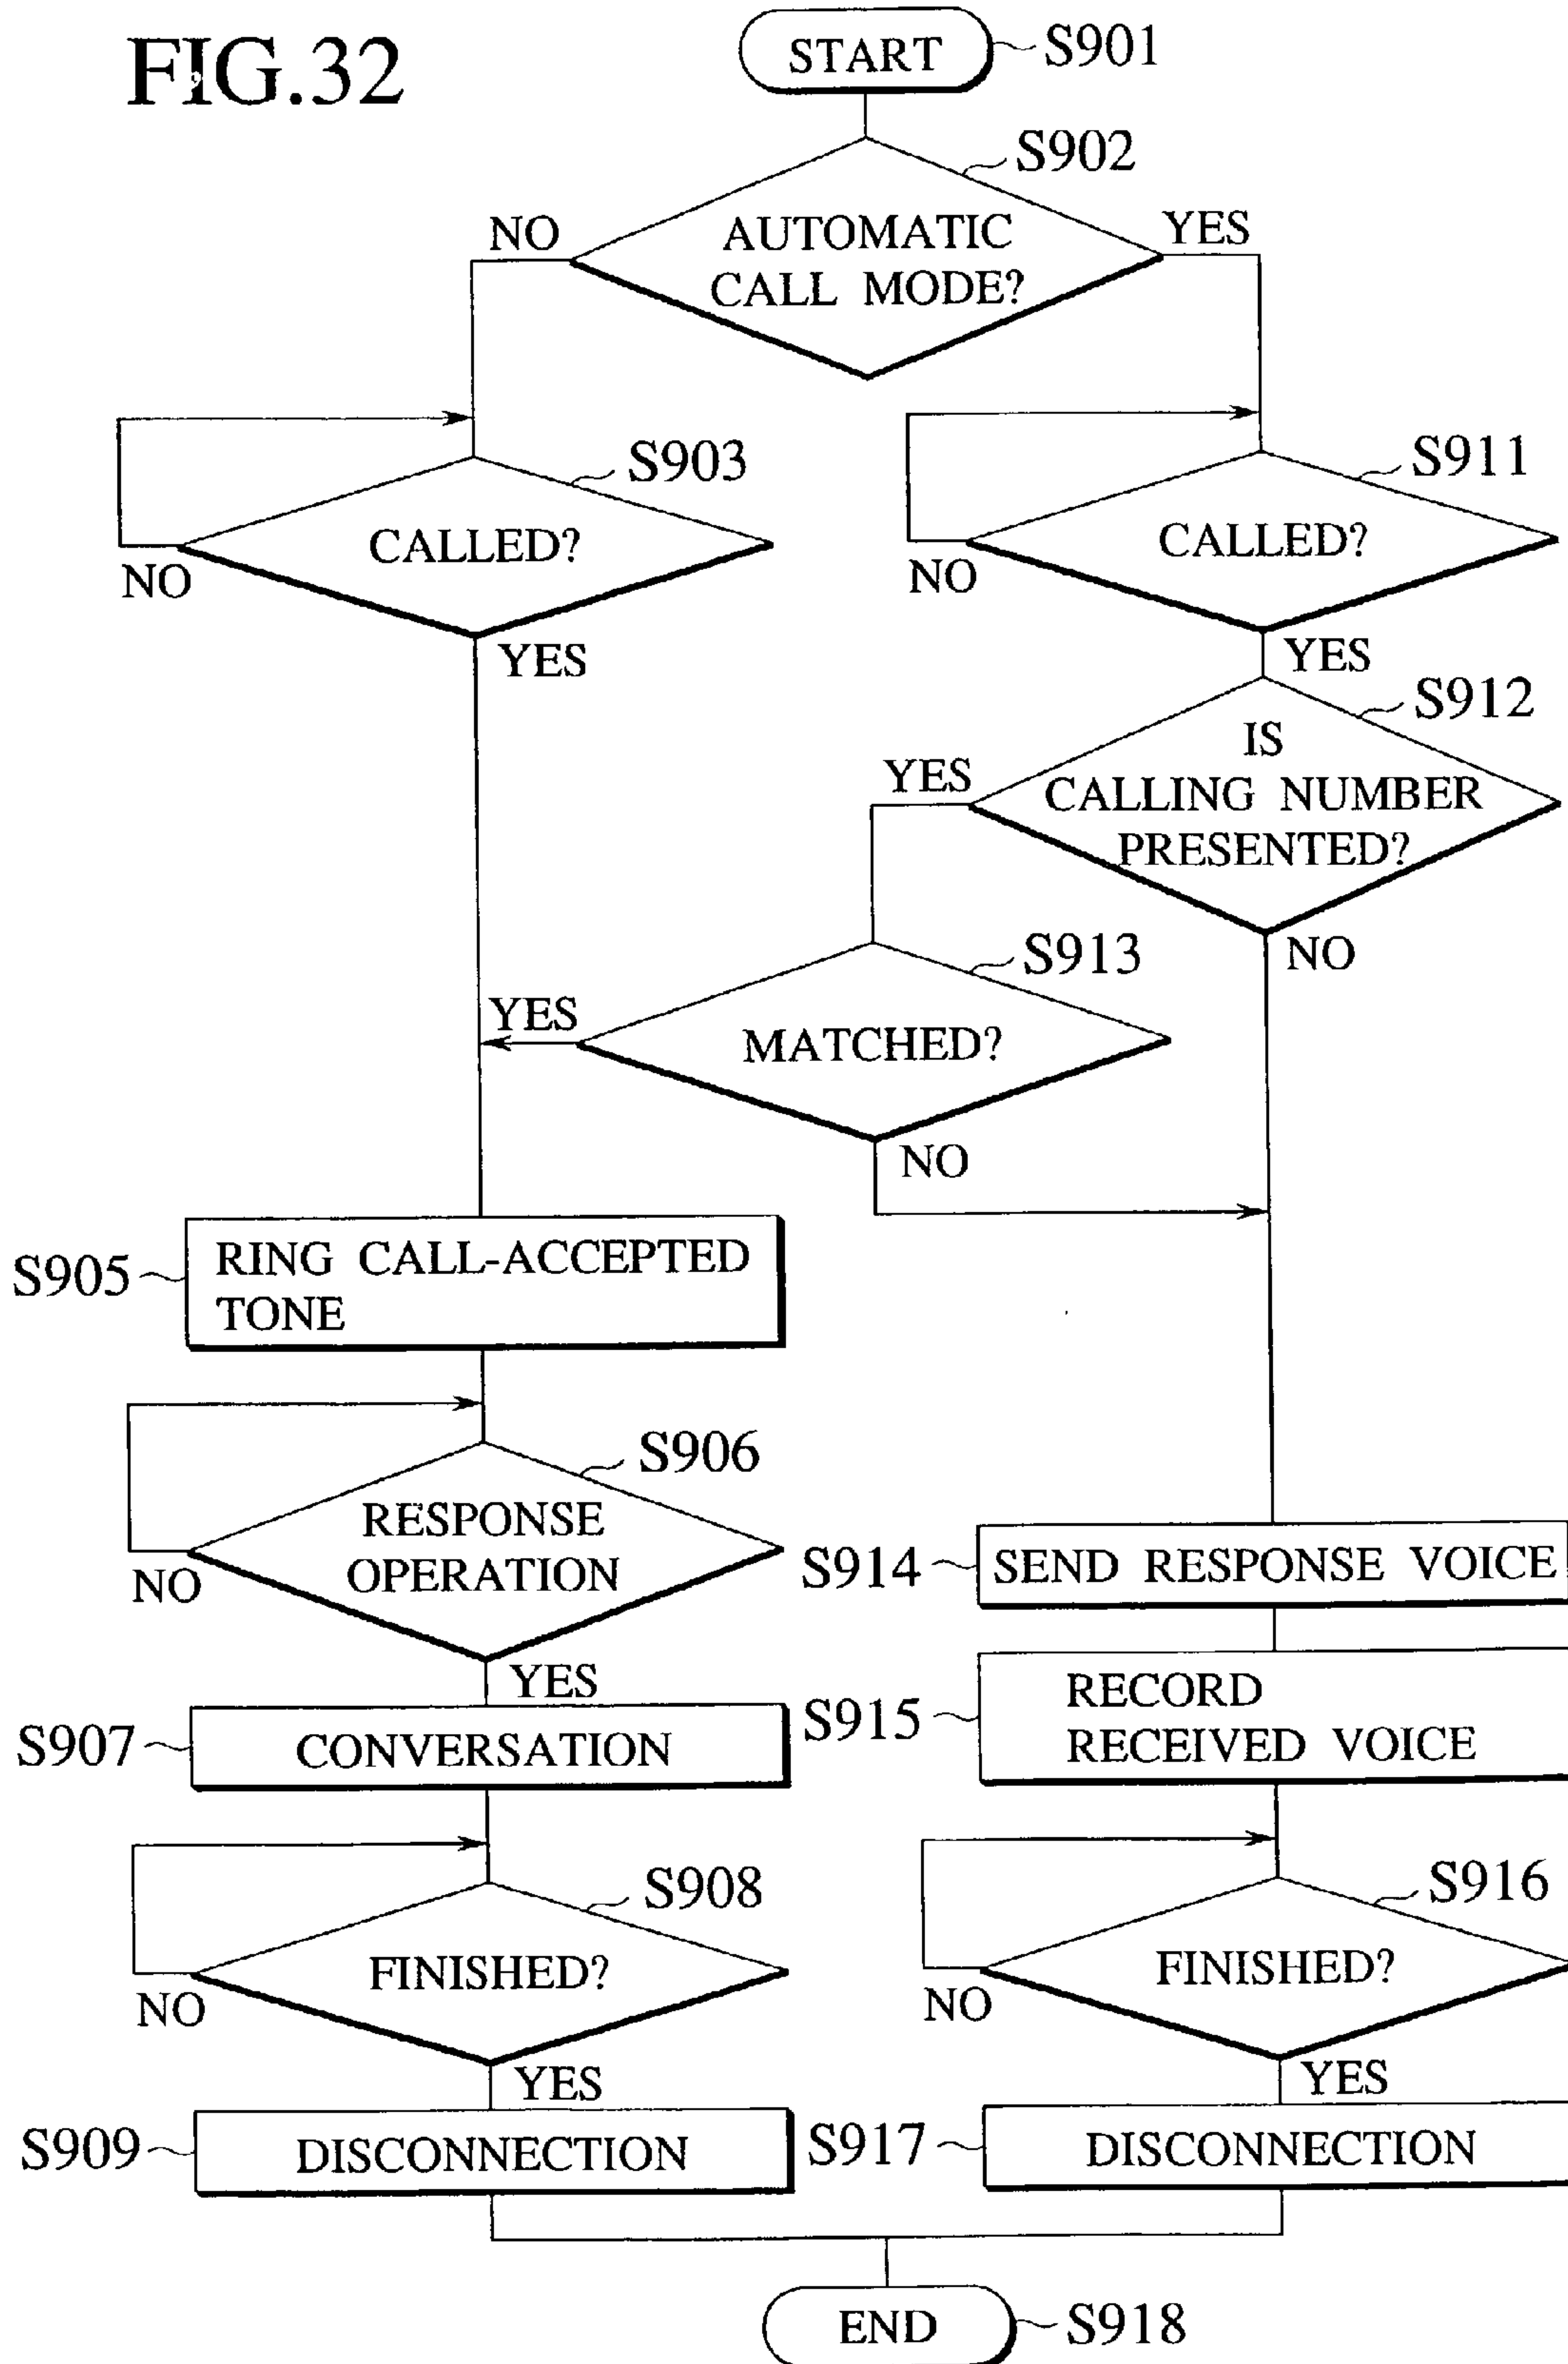 FIG.32
START
S901
S902
NO
AUTOMATIC
CALL MODE?
YES
S903
CALLED?
NO
YES
S911
CALLED?
NO
YES
S912
IS
CALLING NUMBER
PRESENTED?
YES
NO
S913
YES
MATCHED?
NO
S905
RING CALL-ACCEPTED
TONE
S906
RESPONSE
OPERATION
NO
YES
S914
SEND RESPONSE VOICE
S907
CONVERSATION
S915
RECORD
RECEIVED VOICE
S908
FINISHED?
NO
YES
S916
FINISHED?
NO
YES
S909
DISCONNECTION
S917
DISCONNECTION
END
S918